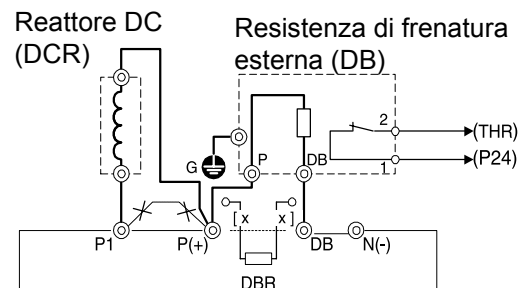 Reattore DC
(DCR)
Resistenza di frenatura
esterna (DB)
2
(THR)
G
P
DB
1
(P24)
[ x
x ]
P1
P(+)
DB
N(-)
DBR